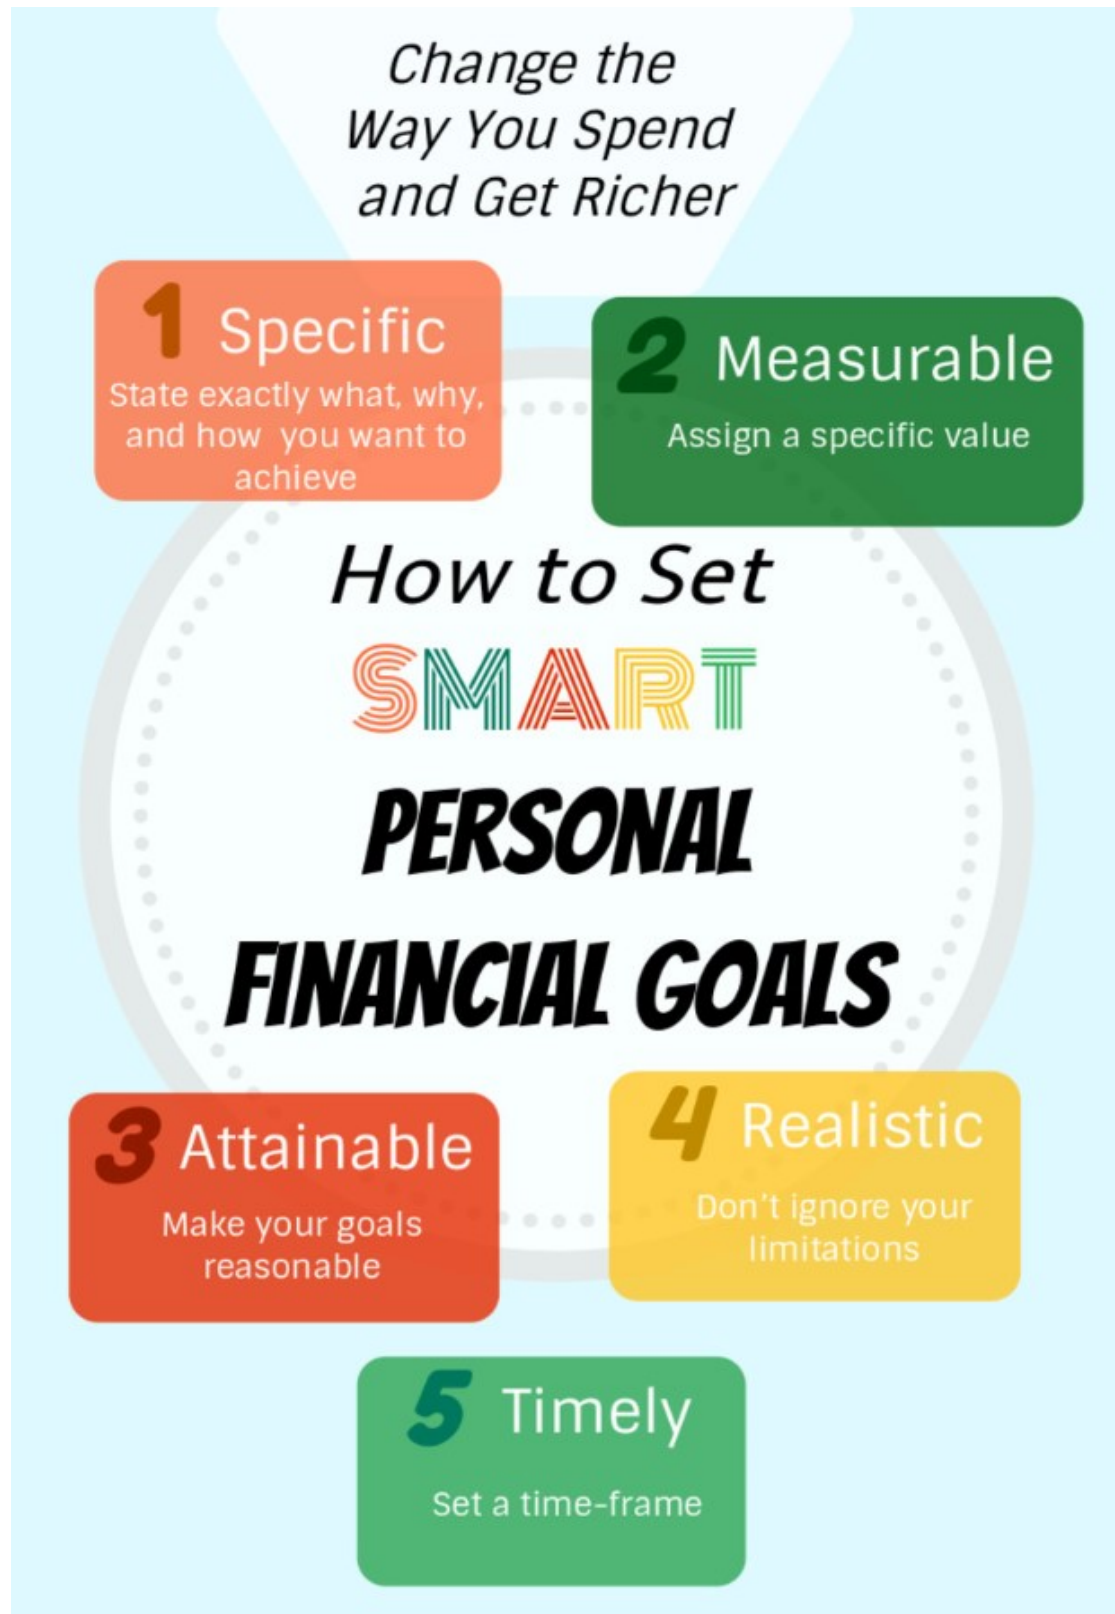 Change the
Way You Spend
and Get Richer
1 Specific
State exactly what, why,
and how you want to
achieve
2 Measurable
Assign a specific value
How to Set
SMART
PERSONAL
FINANCIAL GOALS
3 Attainable
Make your goals
reasonable
4 Realistic
Don't ignore your
limitations
5 Timely
Set a time-frame